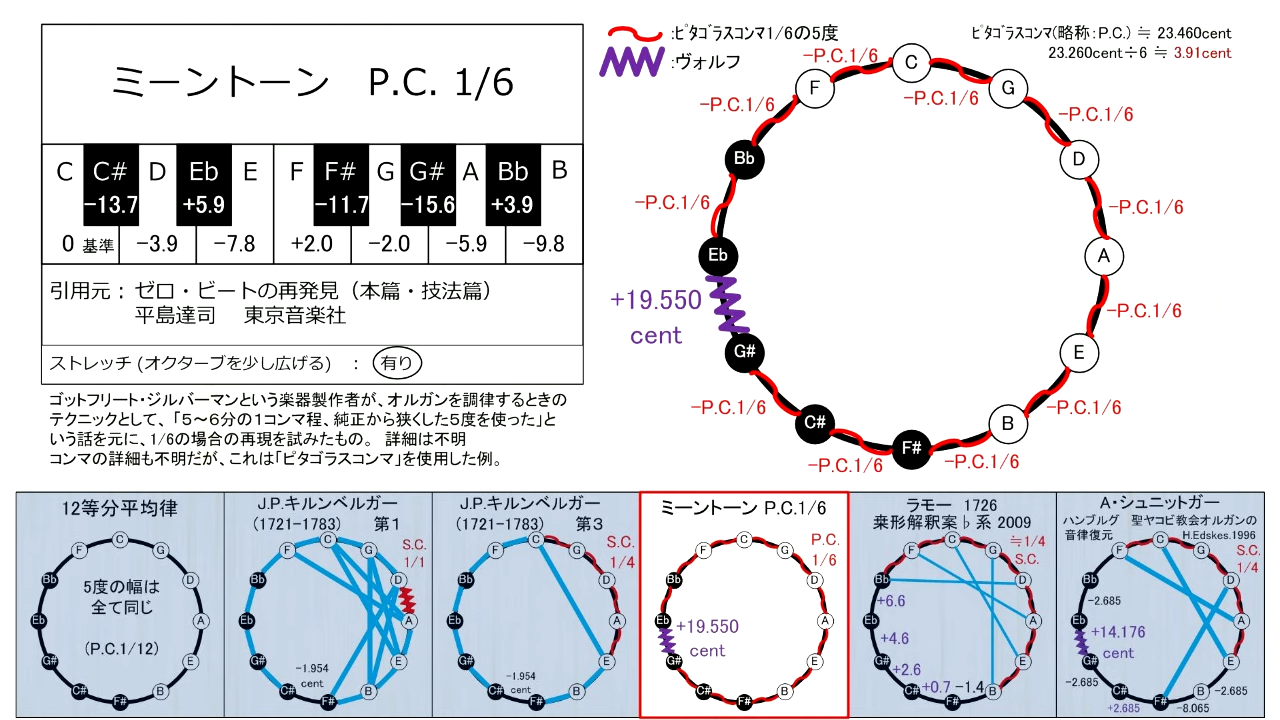 ミーントーン P.C. 1/6
C C# D Eb E F F# G G# A Bb B
−13.7 +5.9 −11.7 −15.6 +3.9
0 基準 −3.9 −7.8 +2.0 −2.0 −5.9 −9.8
引用元： ゼロ・ビートの再発見（本篇・技法篇）
平島達司 東京音楽社
ストレッチ (オクターブを少し広げる) ： 有り
ゴットフリート・ジルバーマンという楽器製作者が、オルガンを調律するときの
テクニックとして、「５～６分の１コンマ程、純正から狭くした５度を使った」と
いう話を元に、1/6の場合の再現を試みたもの。 詳細は不明
コンマの詳細も不明だが、これは「ピタゴラスコンマ」を使用した例。
:ﾋﾟﾀｺﾞﾗｽｺﾝﾏ1/6の5度
:ヴォルフ
ﾋﾟﾀｺﾞﾗｽｺﾝﾏ(略称：P.C.) ≒ 23.460cent
23.260cent÷6 ≒ 3.91cent
C
G
D
A
E
B
F#
C#
G#
Eb
Bb
F
−P.C.1/6
−P.C.1/6
−P.C.1/6
−P.C.1/6
−P.C.1/6
−P.C.1/6
−P.C.1/6
−P.C.1/6
−P.C.1/6
−P.C.1/6
−P.C.1/6
+19.550
cent
12等分平均律
C
G
D
A
E
B
F#
C#
G#
Eb
Bb
F
5度の幅は
全て同じ
(P.C.1/12)
J.P.キルンベルガー
(1721-1783) 第1
S.C.
1/1
C
G
D
A
E
B
F#
C#
G#
Eb
Bb
F
−1.954
cent
J.P.キルンベルガー
(1721-1783) 第３
S.C.
1/4
C
G
D
A
E
B
F#
C#
G#
Eb
Bb
F
−1.954
cent
ミーントーン P.C.1/6
P.C.
1/6
C
G
D
A
E
B
F#
C#
G#
Eb
Bb
F
+19.550
cent
ラモー 1726
乗形解釈案♭系 2009
≒1/4
S.C.
C
G
D
A
E
B
F#
C#
G#
Eb
Bb
F
+6.6
+4.6
+2.6
+0.7
−1.4
A・シュニットガー
ハンブルグ 聖ヤコビ教会オルガンの
音律復元 H.Edskes.1996
S.C.
1/4
C
G
D
A
E
B
F#
C#
G#
Eb
Bb
F
−2.685
+14.176
cent
−2.685
+2.685
−8.065
−2.685